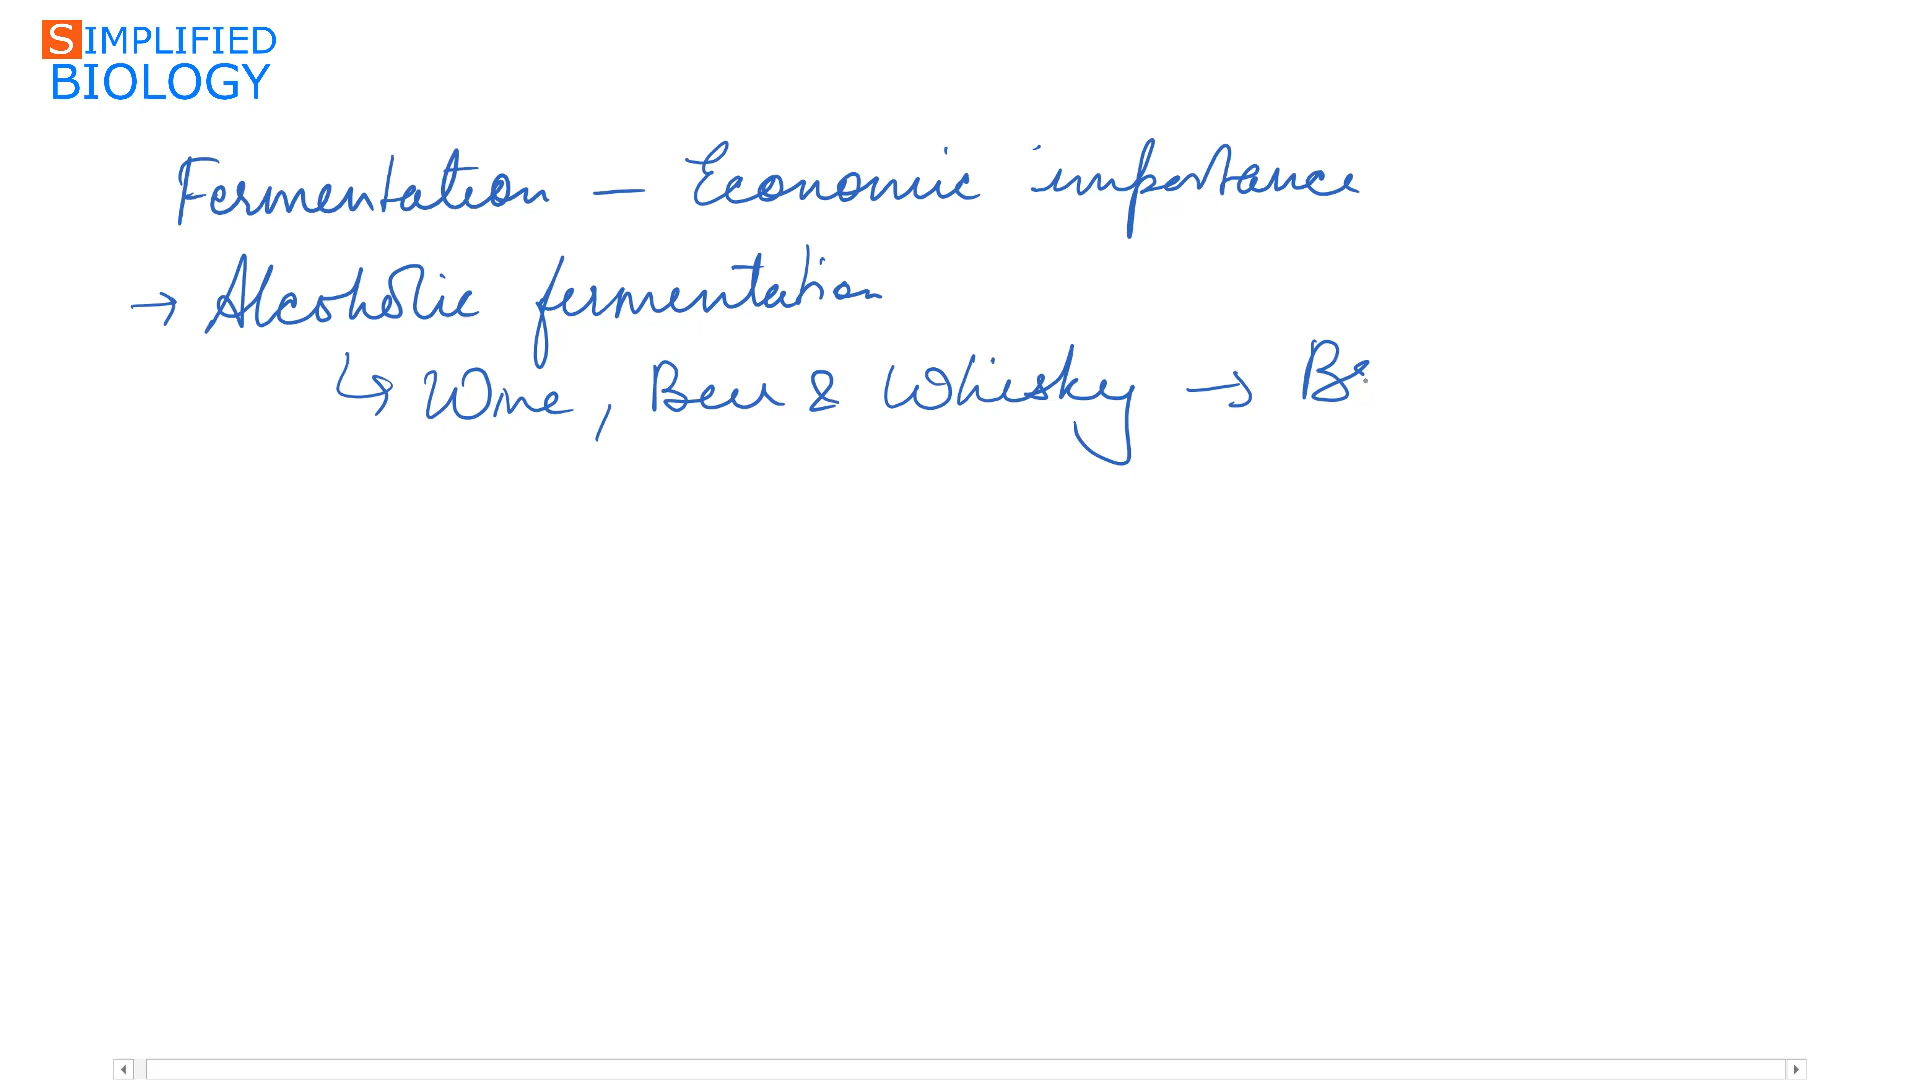 SIMPLIFIED
BIOLOGY
Fermentation — Economic importance
→ Alcoholic fermentation
↳ Wine, Beer & Whisky →